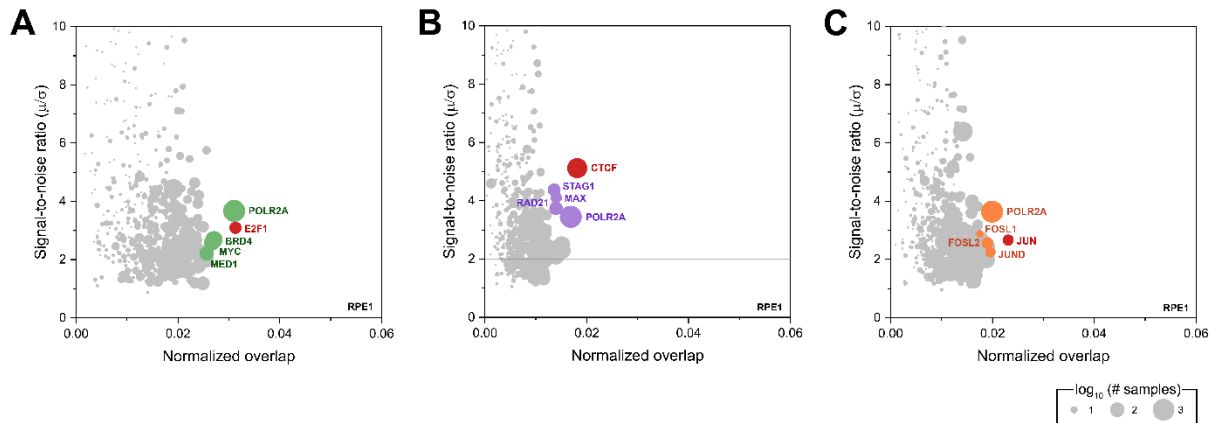 A
10
8
6
4
2
0
Signal-to-noise ratio (μ/σ)
POLR2A
E2F1
BRD4
MYC
MED1
RPE1
0.00 0.02 0.04 0.06
Normalized overlap
B
10
8
6
4
2
0
Signal-to-noise ratio (μ/σ)
CTCF
STAG1
MAX
RAD21
POLR2A
RPE1
0.00 0.02 0.04 0.06
Normalized overlap
C
10
8
6
4
2
0
Signal-to-noise ratio (μ/σ)
POLR2A
FOSL1
FOSL2
JUN
JUND
RPE1
0.00 0.02 0.04 0.06
Normalized overlap
log10 (# samples)
1 2 3